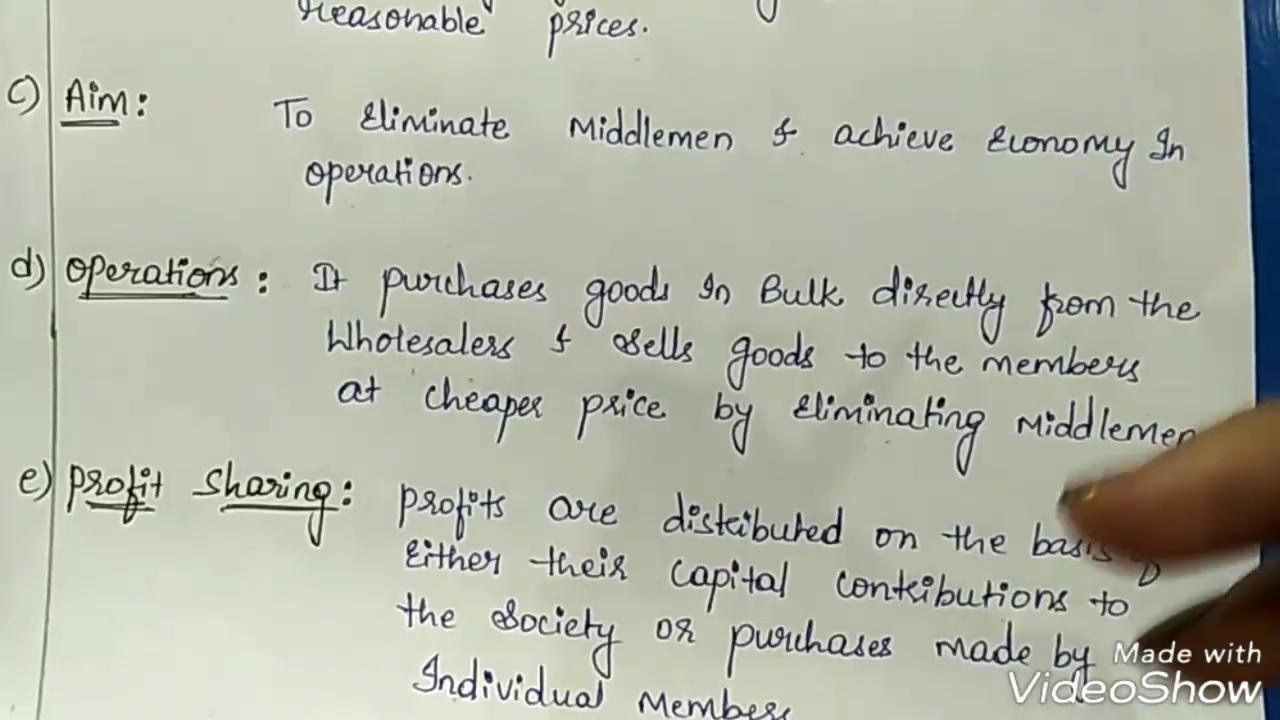 reasonable prices.
c) Aim: To Eliminate Middlemen & achieve Economy In
operations.
d) Operations: It purchases goods In Bulk directly from the
Wholesalers & Sells goods to the members
at cheaper price by Eliminating Middlemen
e) Profit Sharing: Profits are distributed on the basis
Either their capital contributions to
the Society or purchases made by
Individual Members
Made with
VideoShow